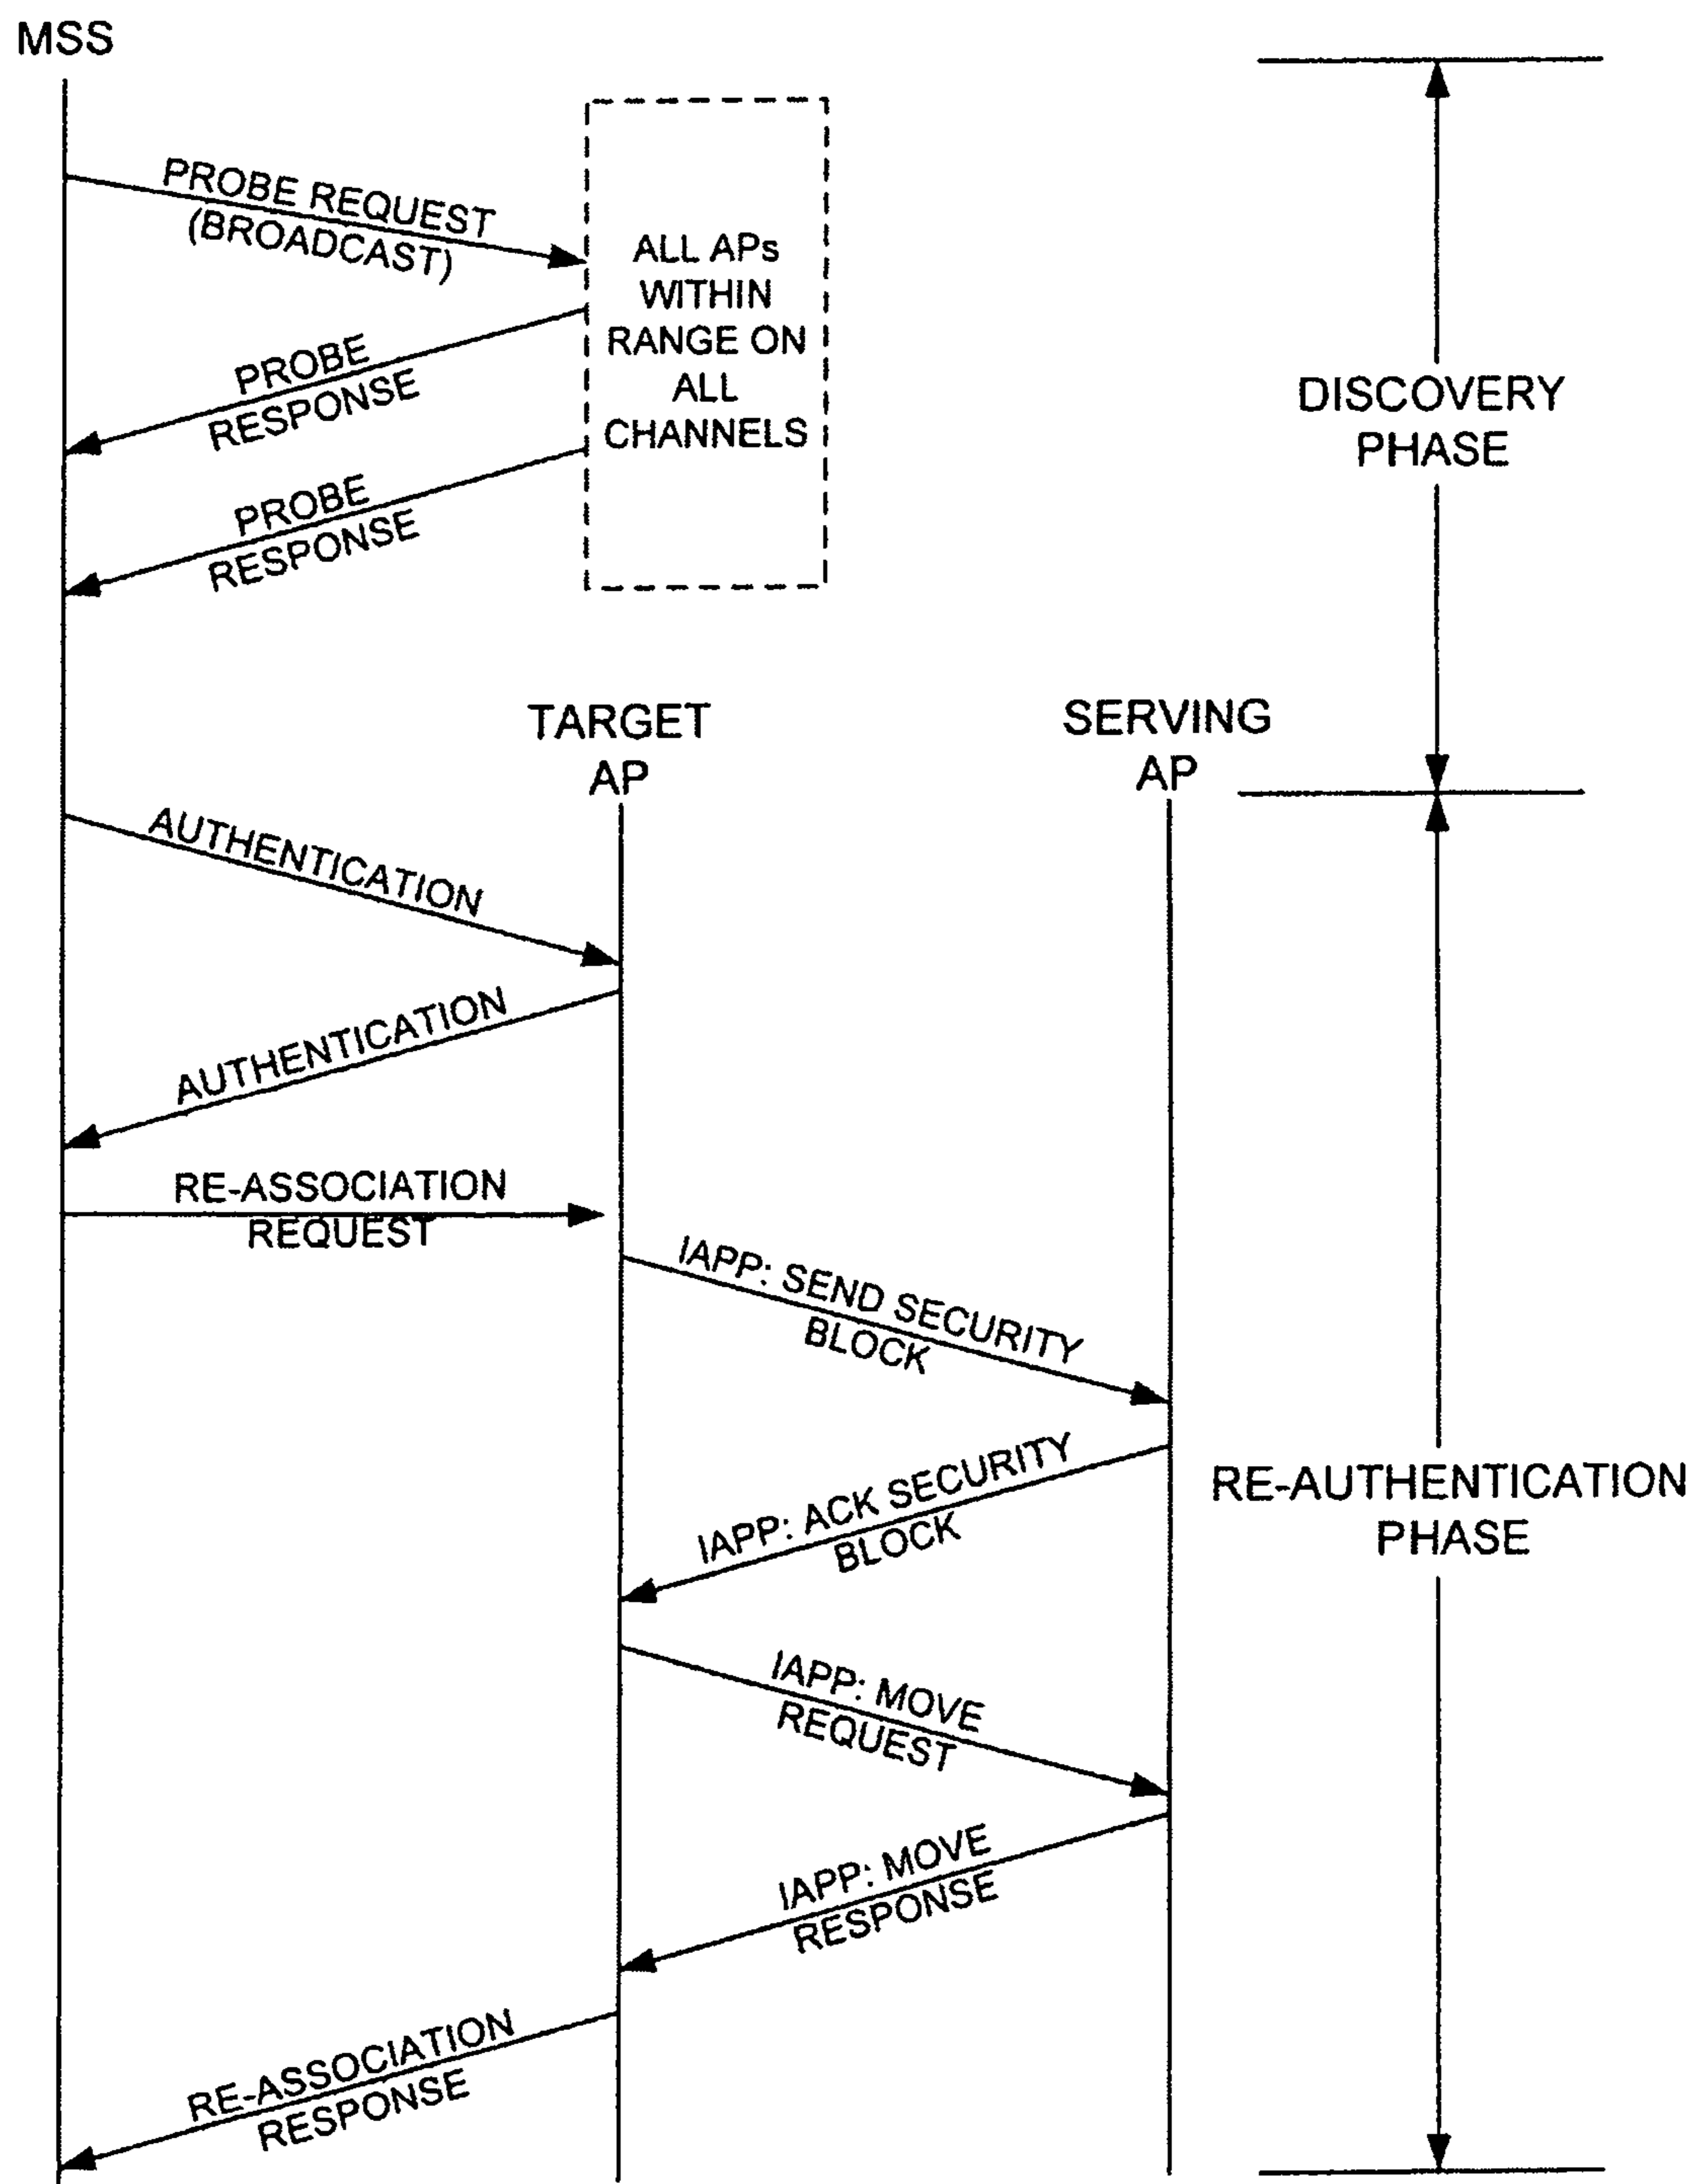 MSS
PROBE REQUEST
(BROADCAST)
ALL APs
WITHIN
RANGE ON
ALL
CHANNELS
PROBE
RESPONSE
PROBE
RESPONSE
DISCOVERY
PHASE
TARGET
AP
SERVING
AP
AUTHENTICATION
AUTHENTICATION
RE-ASSOCIATION
REQUEST
IAPP: SEND SECURITY
BLOCK
IAPP: ACK SECURITY
BLOCK
RE-AUTHENTICATION
PHASE
IAPP: MOVE
REQUEST
IAPP: MOVE
RESPONSE
RE-ASSOCIATION
RESPONSE